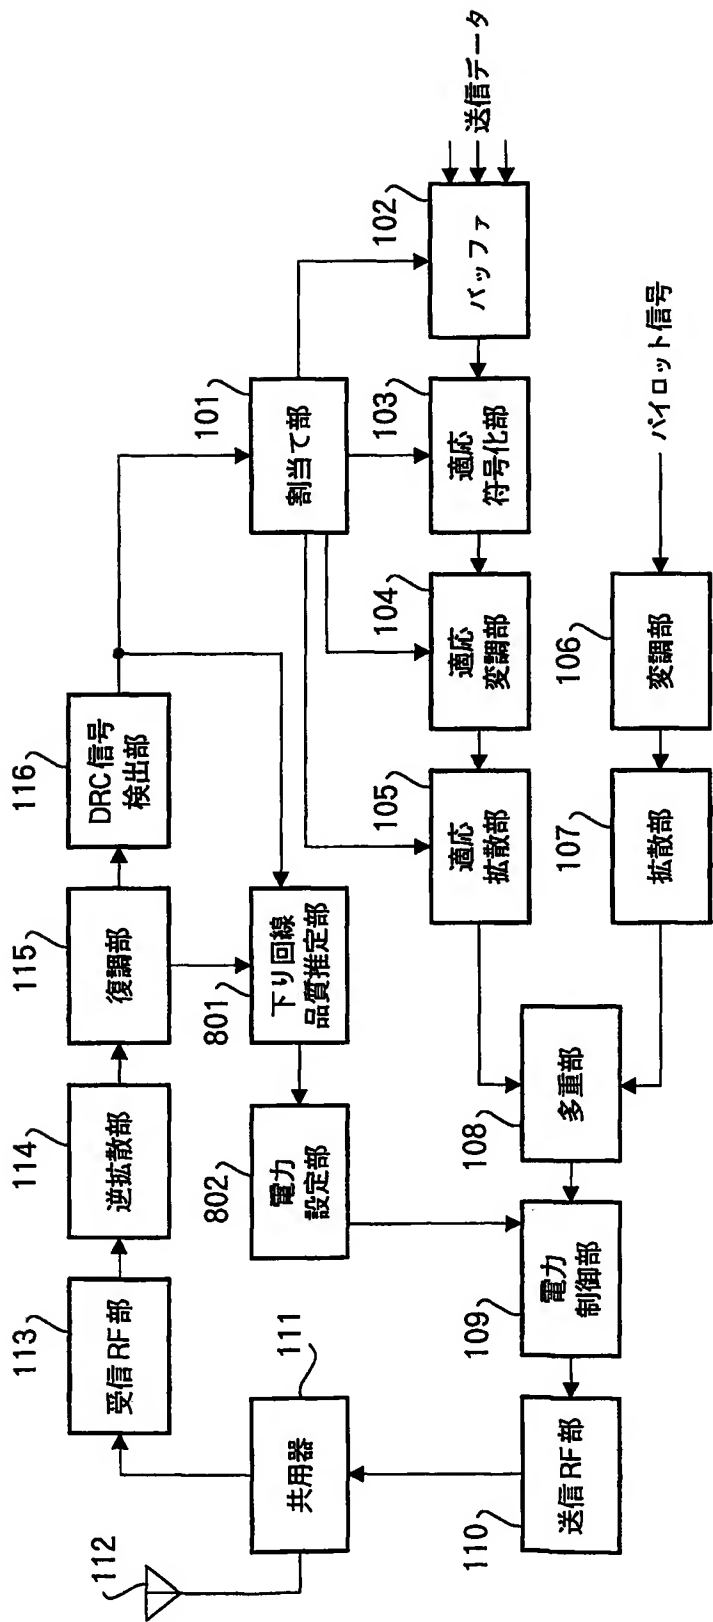 112
113
受信RF部
114
逆拡散部
115
復調部
116
DRC信号
検出部
111
共用器
802
電力
設定部
801
下り回線
品質推定部
101
割当て部
102
バッファ
送信データ
103
適応
符号化部
104
適応
変調部
105
適応
拡散部
110
送信RF部
109
電力
制御部
108
多重部
107
拡散部
106
変調部
パイロット信号